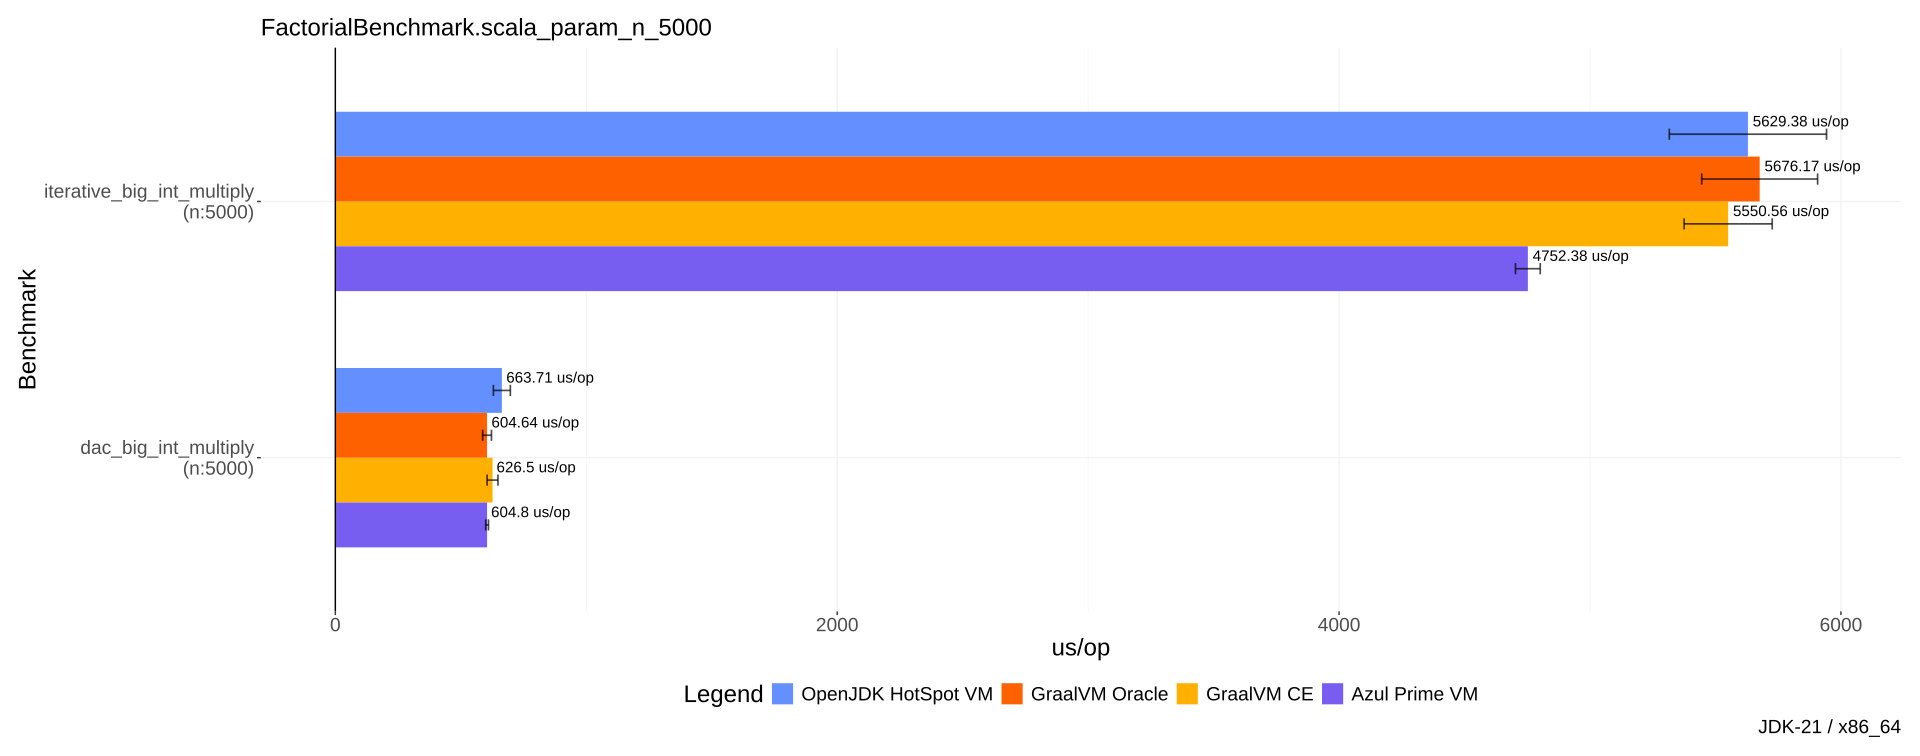 FactorialBenchmark.scala_param_n_5000
5629.38 us/op
5676.17 us/op
iterative_big_int_multiply
(n:5000)
5550.56 us/op
4752.38 us/op
Benchmark
663.71 us/op
604.64 us/op
dac_big_int_multiply
(n:5000)
626.5 us/op
604.8 us/op
0 2000 4000 6000
us/op
Legend OpenJDK HotSpot VM GraalVM Oracle GraalVM CE Azul Prime VM
JDK-21 / x86_64